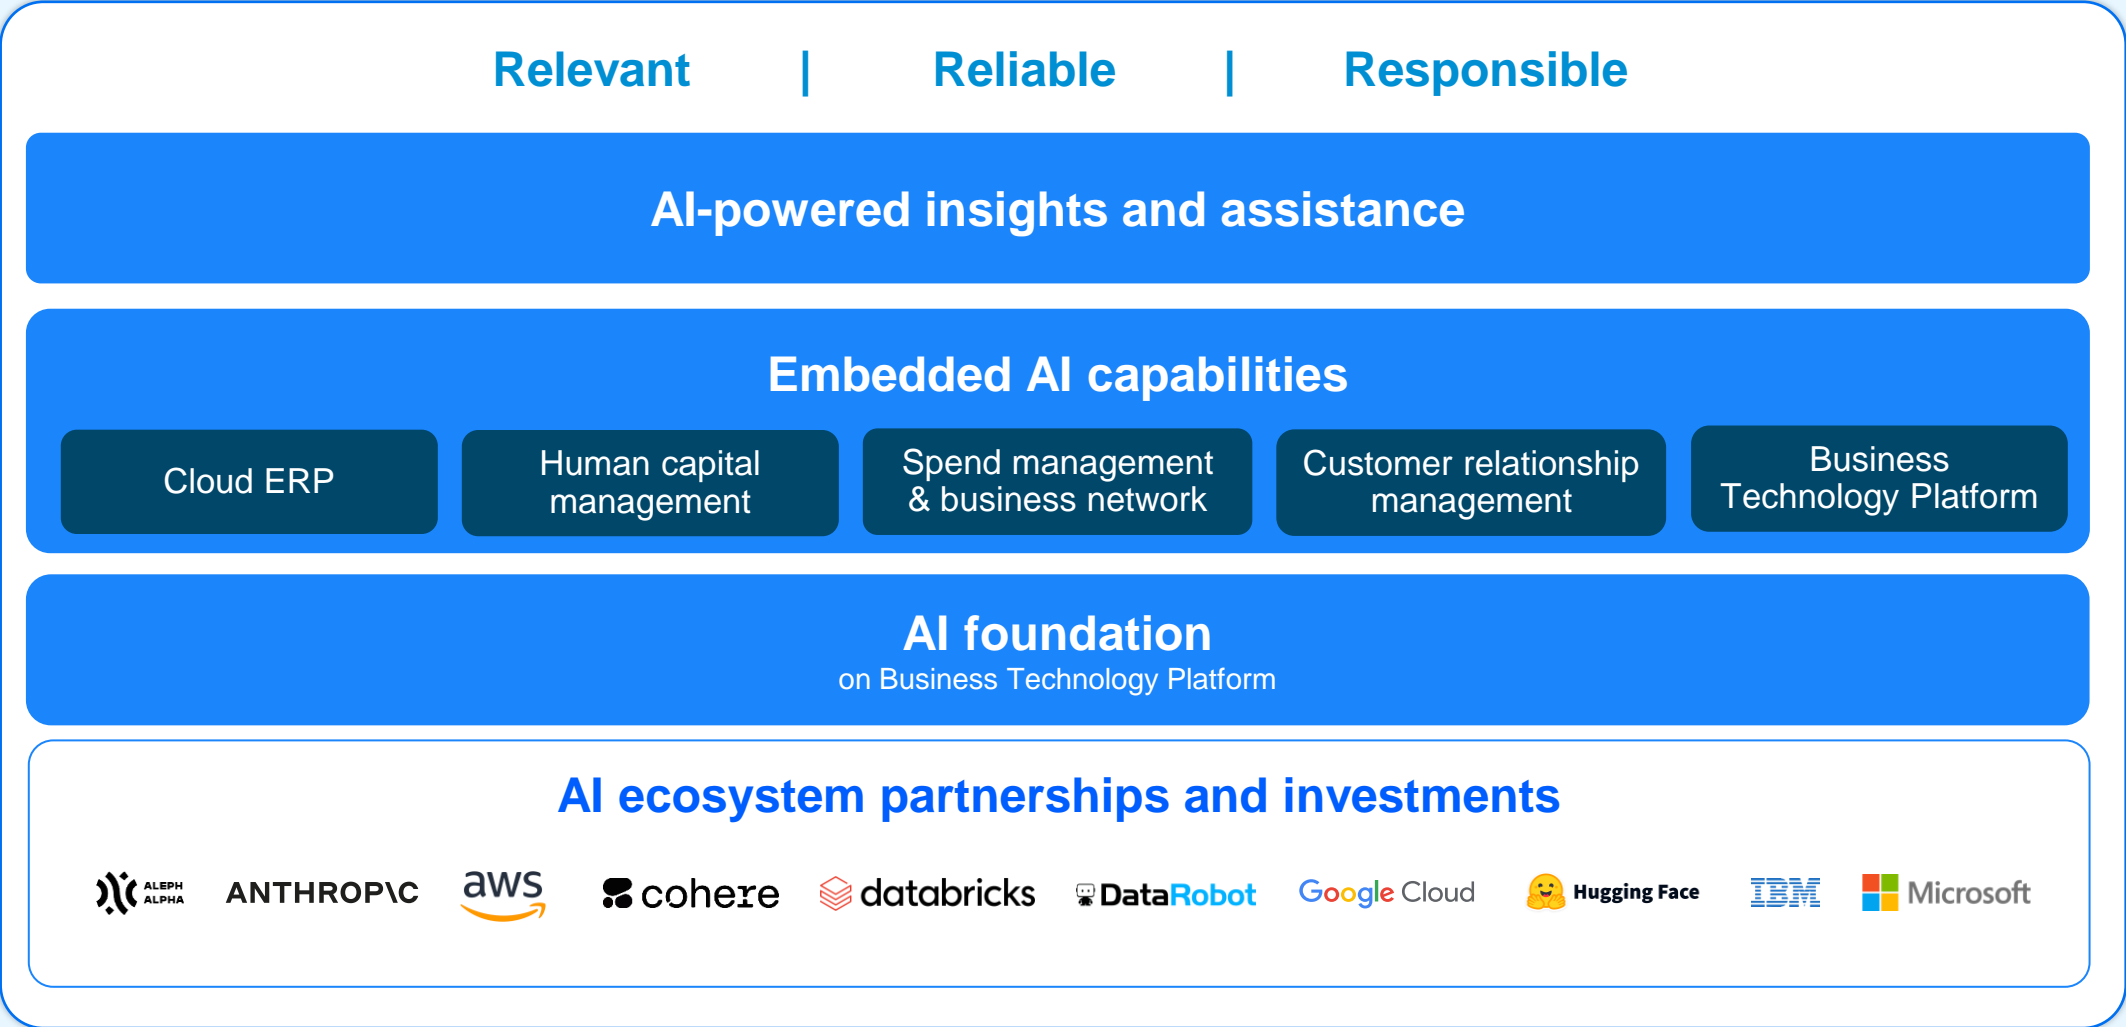 Relevant | Reliable | Responsible
AI-powered insights and assistance
Embedded AI capabilities
Cloud ERP
Human capital
management
Spend management
& business network
Customer relationship
management
Business
Technology Platform
AI foundation
on Business Technology Platform
AI ecosystem partnerships and investments
ALEPH
ALPHA
ANTHROP\C
aws
cohere
databricks
DataRobot
Google Cloud
Hugging Face
IBM
Microsoft